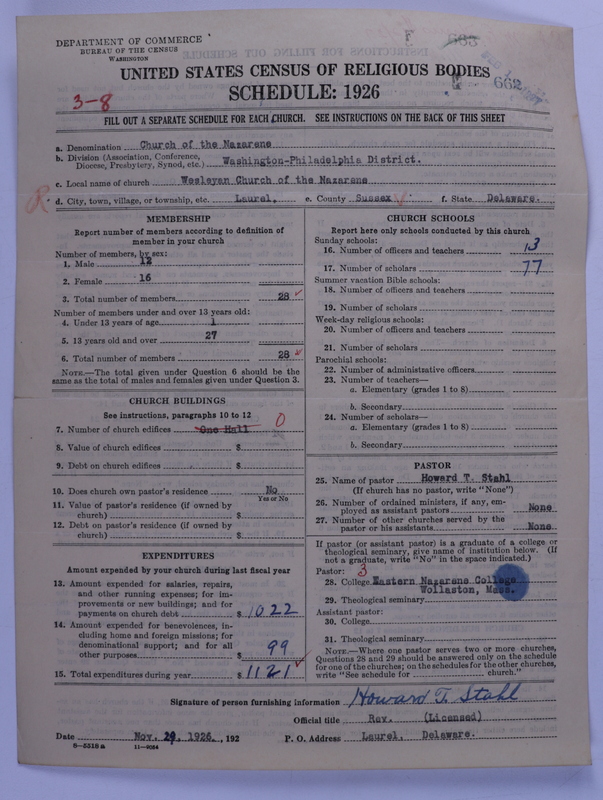 DEPARTMENT OF COMMERCE
BUREAU OF THE CENSUS
WASHINGTON
683
662
UNITED STATES CENSUS OF RELIGIOUS BODIES
SCHEDULE: 1926
3-8
FILL OUT A SEPARATE SCHEDULE FOR EACH CHURCH. SEE INSTRUCTIONS ON THE BACK OF THIS SHEET
a. Denomination Church of the Nazarene
b. Division (Association, Conference, Diocese, Presbytery, Synod, etc.) Washington-Philadelphia District.
c. Local name of church Wesleyan Church of the Nazarene
R d. City, town, village, or township, etc. Laurel, e. County Sussex f. State Delaware.
MEMBERSHIP
Report number of members according to definition of
member in your church
Number of members, by sex:
1. Male 12
2. Female 16
3. Total number of members 28
Number of members under and over 13 years old:
4. Under 13 years of age 1
5. 13 years old and over 27
6. Total number of members 28
NOTE.—The total given under Question 6 should be the
same as the total of males and females given under Question 3.
CHURCH BUILDINGS
See instructions, paragraphs 10 to 12
7. Number of church edifices One Hall 0
8. Value of church edifices $
9. Debt on church edifices $
10. Does church own pastor's residence No
Yes or No
11. Value of pastor's residence (if owned by
church) $
12. Debt on pastor's residence (if owned by
church) $
EXPENDITURES
Amount expended by your church during last fiscal year
13. Amount expended for salaries, repairs,
and other running expenses; for im-
provements or new buildings; and for
payments on church debt $ 1022
14. Amount expended for benevolences, in-
cluding home and foreign missions; for
denominational support; and for all
other purposes $ 99
15. Total expenditures during year $ 1121
CHURCH SCHOOLS
Report here only schools conducted by this church
Sunday schools:
16. Number of officers and teachers 13
17. Number of scholars 77
Summer vacation Bible schools:
18. Number of officers and teachers
19. Number of scholars
Week-day religious schools:
20. Number of officers and teachers
21. Number of scholars
Parochial schools:
22. Number of administrative officers
23. Number of teachers—
a. Elementary (grades 1 to 8)
b. Secondary
24. Number of scholars—
a. Elementary (grades 1 to 8)
b. Secondary
PASTOR
25. Name of pastor Howard T. Stahl
(If church has no pastor, write "None")
26. Number of ordained ministers, if any, em-
ployed as assistant pastors None
27. Number of other churches served by the
pastor or his assistants None
If pastor (or assistant pastor) is a graduate of a college or
theological seminary, give name of institution below. (If
not a graduate, write "No" in the space indicated.)
Pastor: 3
28. College Eastern Nazarene College
Wollaston, Mass.
29. Theological seminary
Assistant pastor:
30. College
31. Theological seminary
NOTE.—Where one pastor serves two or more churches,
Questions 28 and 29 should be answered only on the schedule
for one of the churches; on the schedules for the other churches,
write "See schedule for church."
Signature of person furnishing information Howard T. Stahl
Official title Rev. (Licensed)
Date Nov. 29, 1926. , 192 P. O. Address Laurel, Delaware.
6-5518 a 11-9064